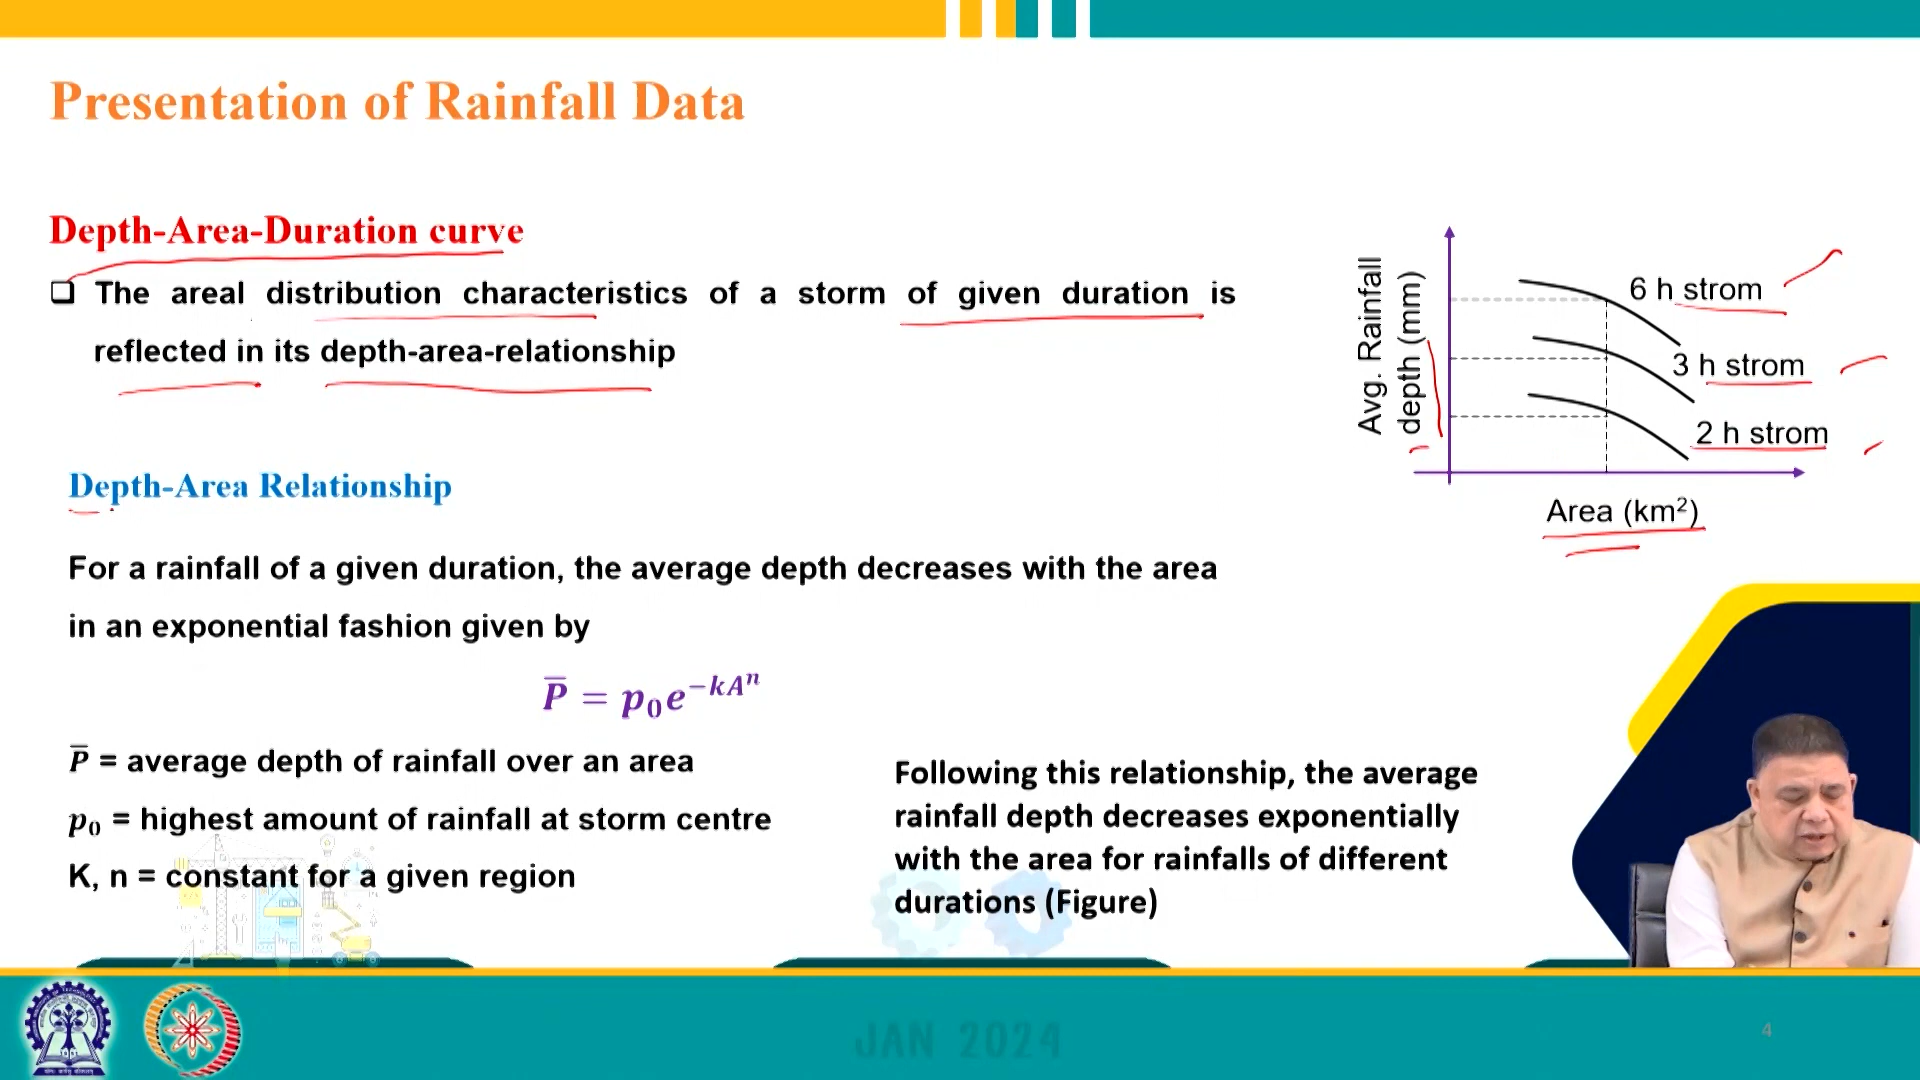 Presentation of Rainfall Data
Depth-Area-Duration curve
❑ The areal distribution characteristics of a storm of given duration is
reflected in its depth-area-relationship
Avg. Rainfall
depth (mm)
6 h strom
3 h strom
2 h strom
Area (km²)
Depth-Area Relationship
For a rainfall of a given duration, the average depth decreases with the area
in an exponential fashion given by
P̅ = p₀e^{−kAⁿ}
P̅ = average depth of rainfall over an area
p₀ = highest amount of rainfall at storm centre
K, n = constant for a given region
Following this relationship, the average
rainfall depth decreases exponentially
with the area for rainfalls of different
durations (Figure)
JAN 2024
4